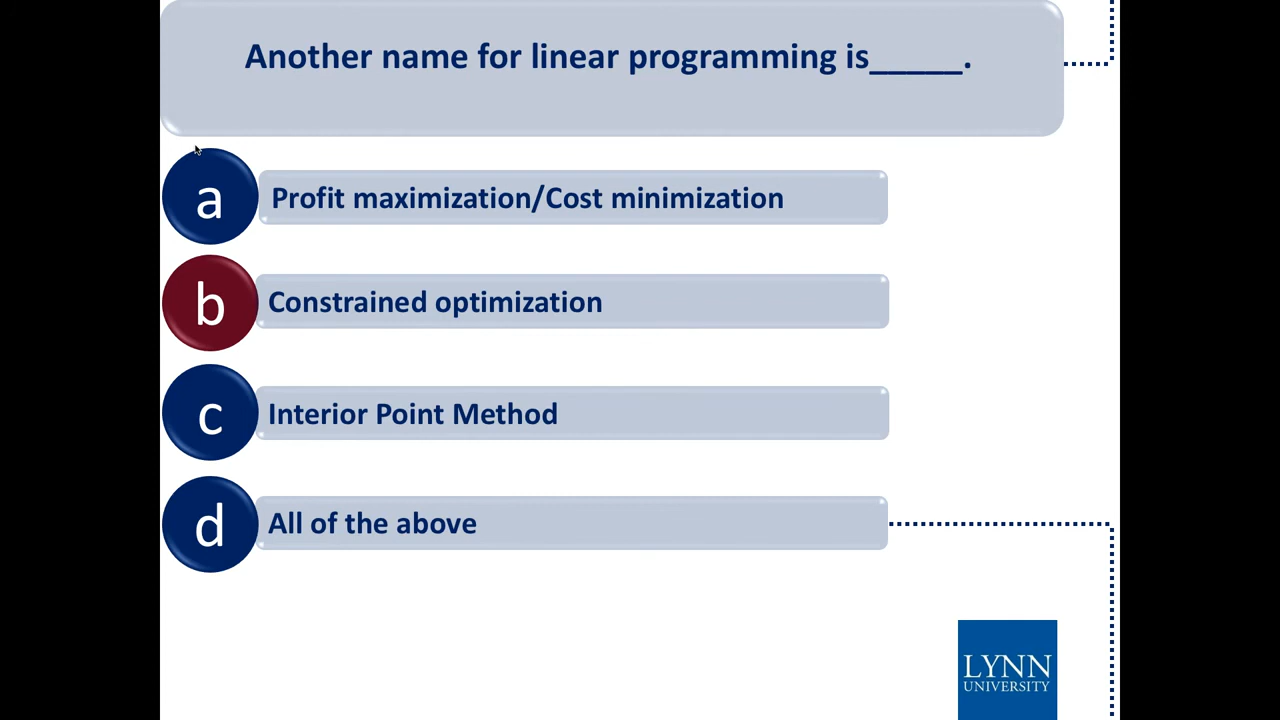 Another name for linear programming is_____.
a
Profit maximization/Cost minimization
b
Constrained optimization
c
Interior Point Method
d
All of the above
LYNN
UNIVERSITY